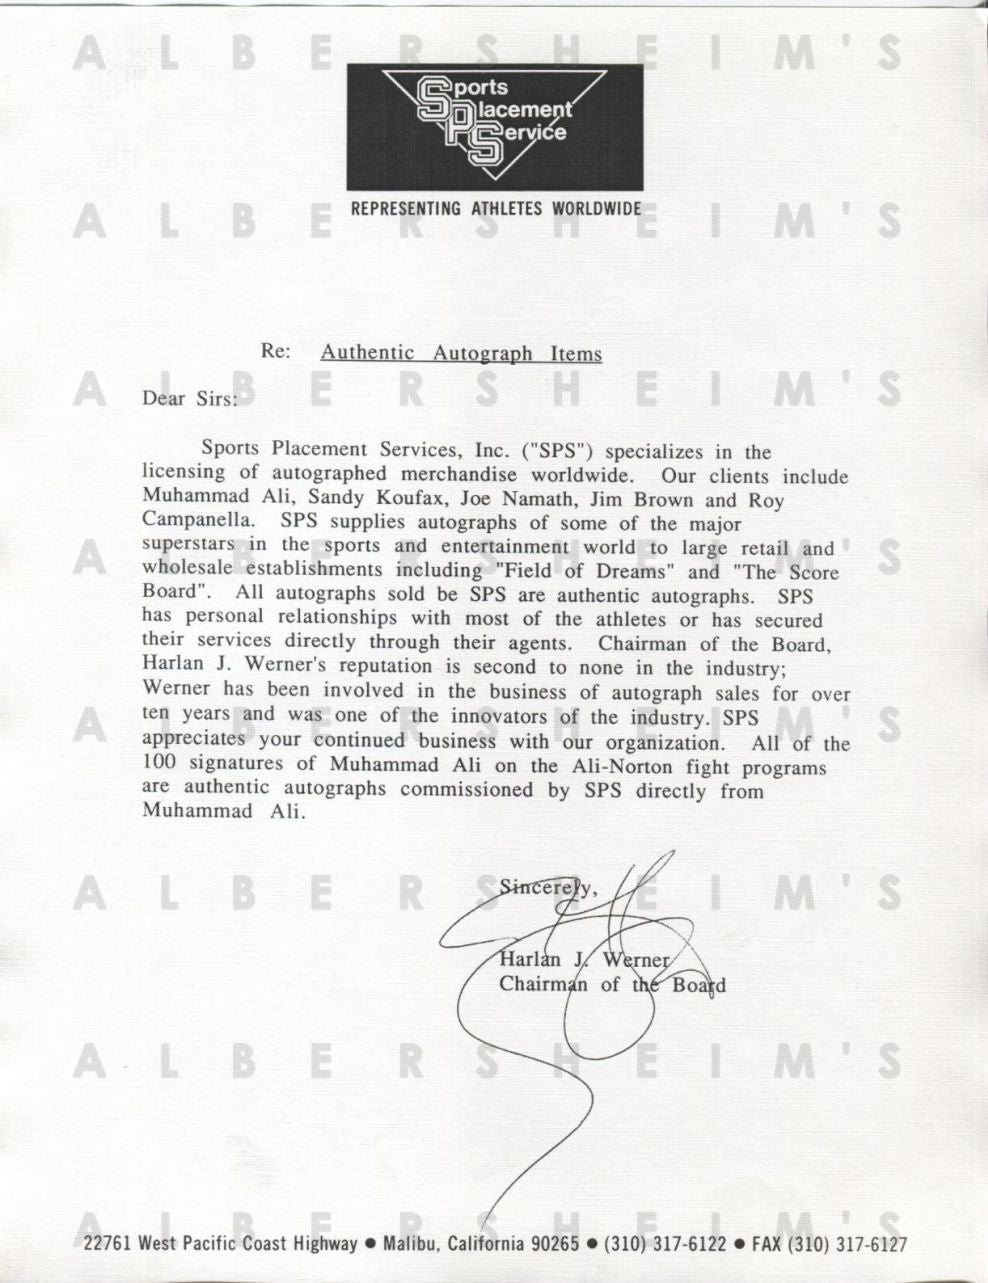 ALBERSHEIM'S
Sports
Placement
Service
REPRESENTING ATHLETES WORLDWIDE
ALBERSHEIM'S
Re: Authentic Autograph Items
ALBERSHEIM'S
Dear Sirs:
Sports Placement Services, Inc. ("SPS") specializes in the
licensing of autographed merchandise worldwide. Our clients include
Muhammad Ali, Sandy Koufax, Joe Namath, Jim Brown and Roy
Campanella. SPS supplies autographs of some of the major
superstars in the sports and entertainment world to large retail and
ALBERSHEIM'S
wholesale establishments including "Field of Dreams" and "The Score
Board". All autographs sold be SPS are authentic autographs. SPS
has personal relationships with most of the athletes or has secured
their services directly through their agents. Chairman of the Board,
Harlan J. Werner's reputation is second to none in the industry;
Werner has been involved in the business of autograph sales for over
ten years and was one of the innovators of the industry. SPS
ALBERSHEIM'S
appreciates your continued business with our organization. All of the
100 signatures of Muhammad Ali on the Ali-Norton fight programs
are authentic autographs commissioned by SPS directly from
Muhammad Ali.
Sincerely,
ALBERSHEIM'S
Harlan J. Werner
Chairman of the Board
ALBERSHEIM'S
ALBERSHEIM'S
22761 West Pacific Coast Highway • Malibu, California 90265 • (310) 317-6122 • FAX (310) 317-6127